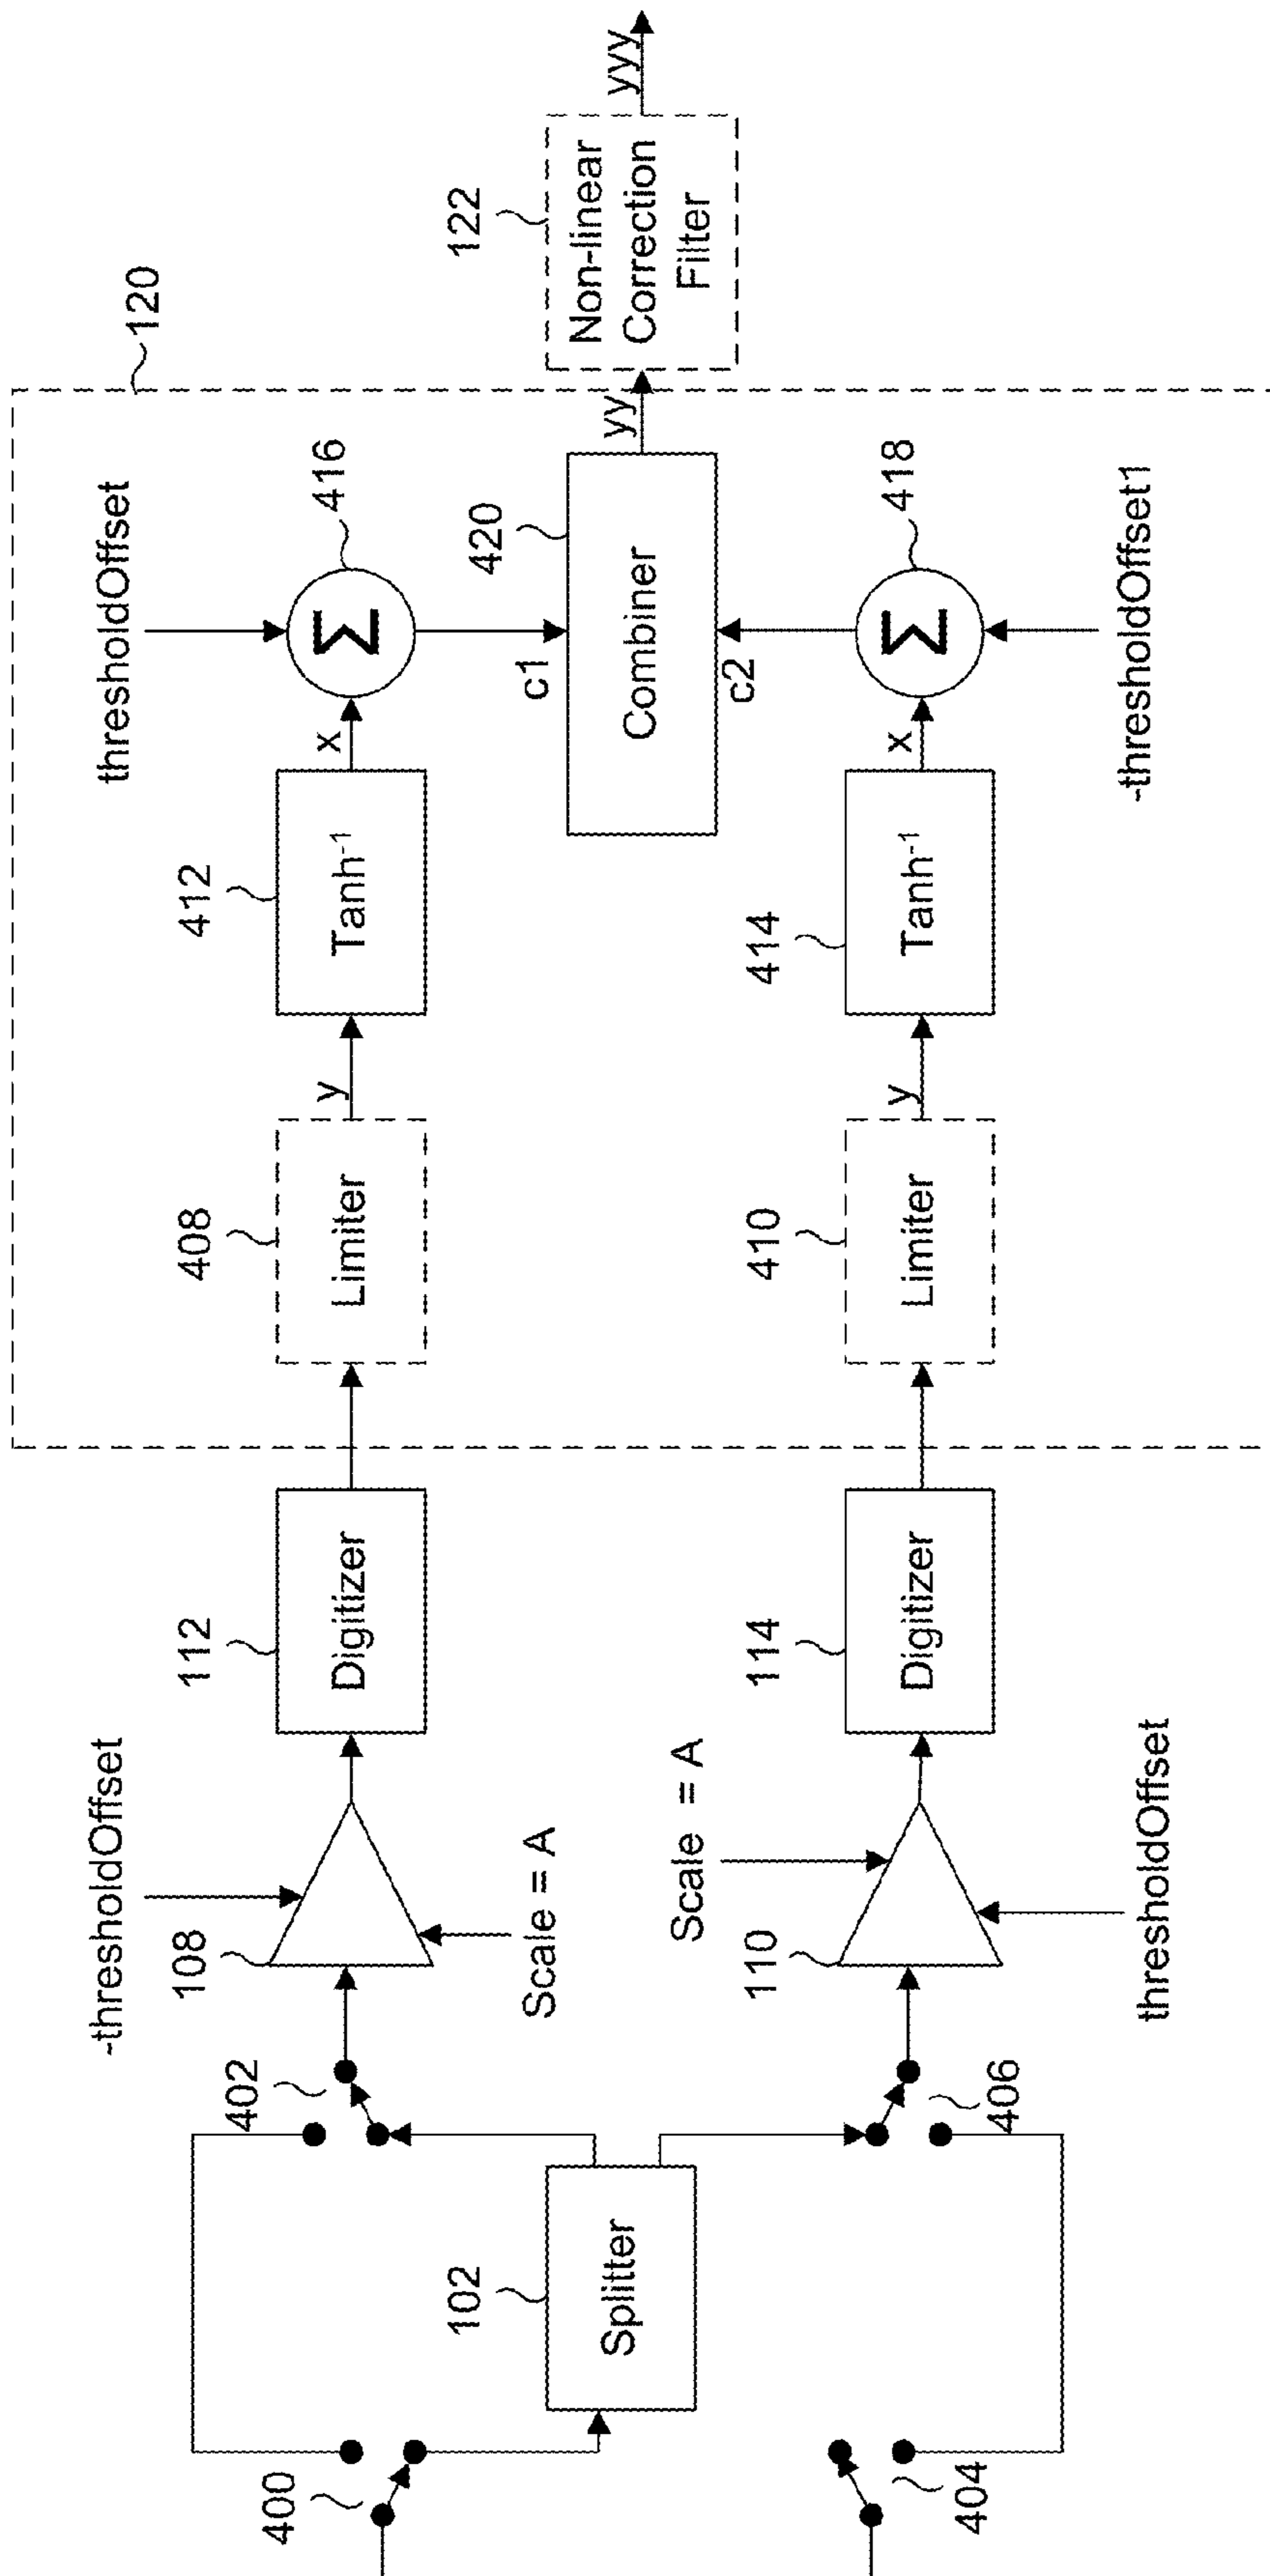 120
thresholdOffset
416
-thresholdOffset
108
Scale = A
112
Digitizer
408
Limiter
y
412
Tanh-1
x
Σ
c1
420
Combiner
yy
122
Non-linear
Correction
Filter
yyy
400
402
102
Splitter
404
406
Scale = A
110
thresholdOffset
114
Digitizer
410
Limiter
y
414
Tanh-1
x
c2
418
Σ
-thresholdOffset1